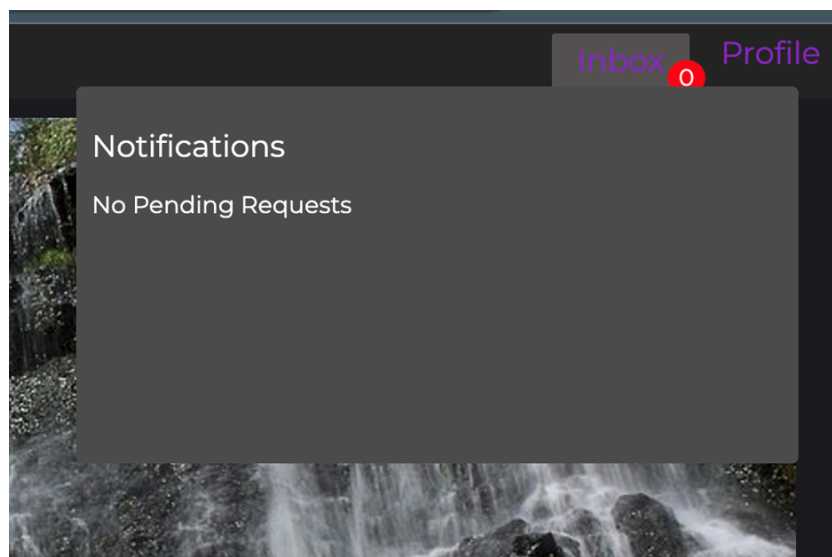 Inbox
0
Profile
Notifications
No Pending Requests